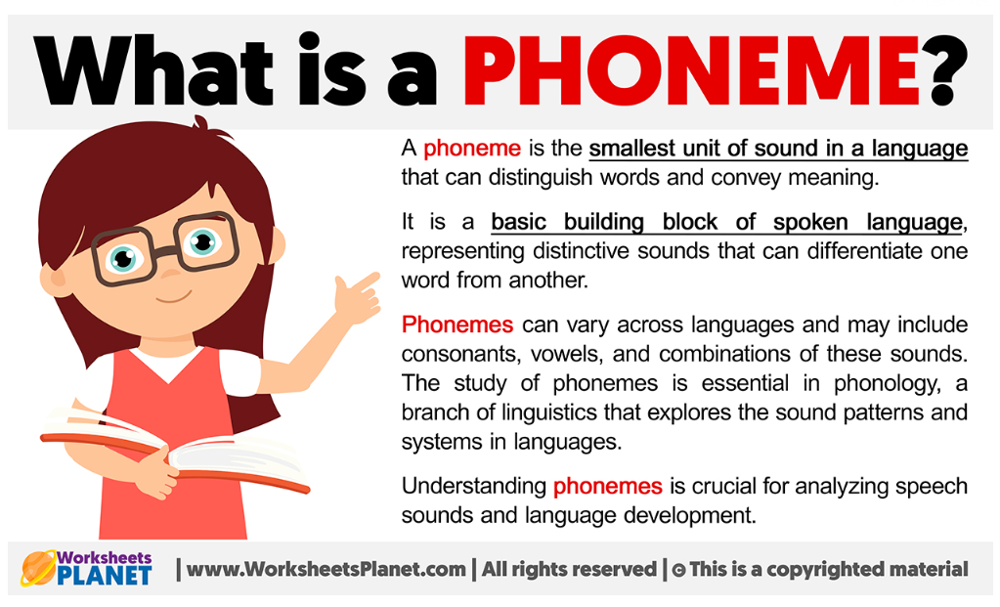 What is a PHONEME?
A phoneme is the smallest unit of sound in a language
that can distinguish words and convey meaning.
It is a basic building block of spoken language,
representing distinctive sounds that can differentiate one
word from another.
Phonemes can vary across languages and may include
consonants, vowels, and combinations of these sounds.
The study of phonemes is essential in phonology, a
branch of linguistics that explores the sound patterns and
systems in languages.
Understanding phonemes is crucial for analyzing speech
sounds and language development.
Worksheets
PLANET
| www.WorksheetsPlanet.com | All rights reserved | © This is a copyrighted material